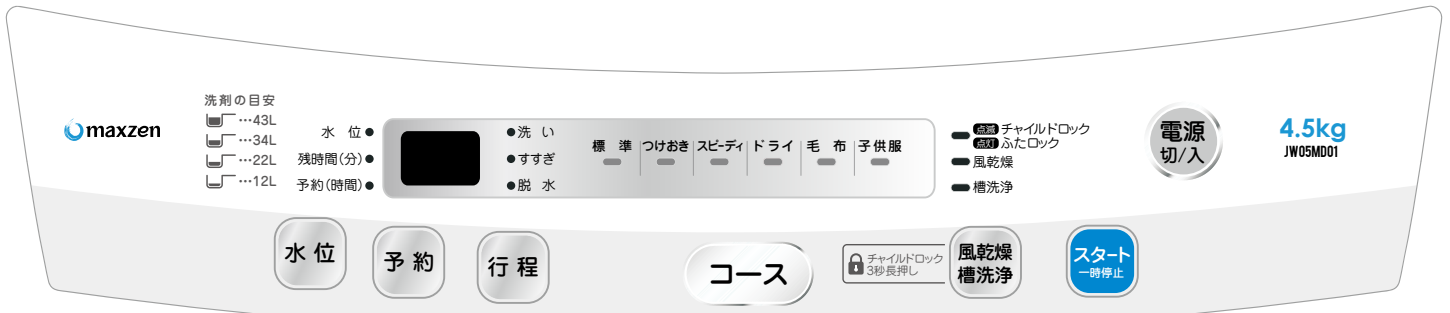 maxzen
洗剤の目安
…43L
…34L
…22L
…12L
水 位
残時間(分)
予約(時間)
洗 い
すすぎ
脱 水
標 準 つけおき スピーディ ドライ 毛 布 子供服
点滅 チャイルドロック
点灯 ふたロック
風乾燥
槽洗浄
電源
切/入
4.5kg
JW05MD01
水 位
予 約
行 程
コース
チャイルドロック
3秒長押し
風乾燥
槽洗浄
スタート
一時停止